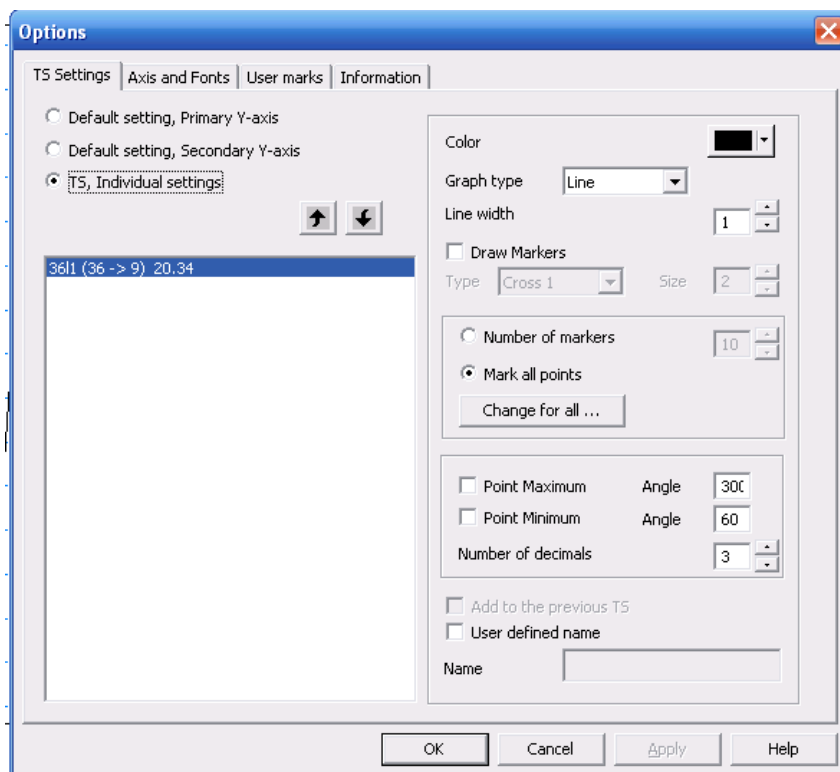 Options
TS Settings Axis and Fonts User marks Information
Default setting, Primary Y-axis
Default setting, Secondary Y-axis
TS, Individual settings
36l1 (36 -> 9) 20.34
Color
Graph type Line
Line width 1
Draw Markers
Type Cross 1 Size 2
Number of markers 10
Mark all points
Change for all ...
Point Maximum Angle 300
Point Minimum Angle 60
Number of decimals 3
Add to the previous TS
User defined name
Name
OK Cancel Apply Help